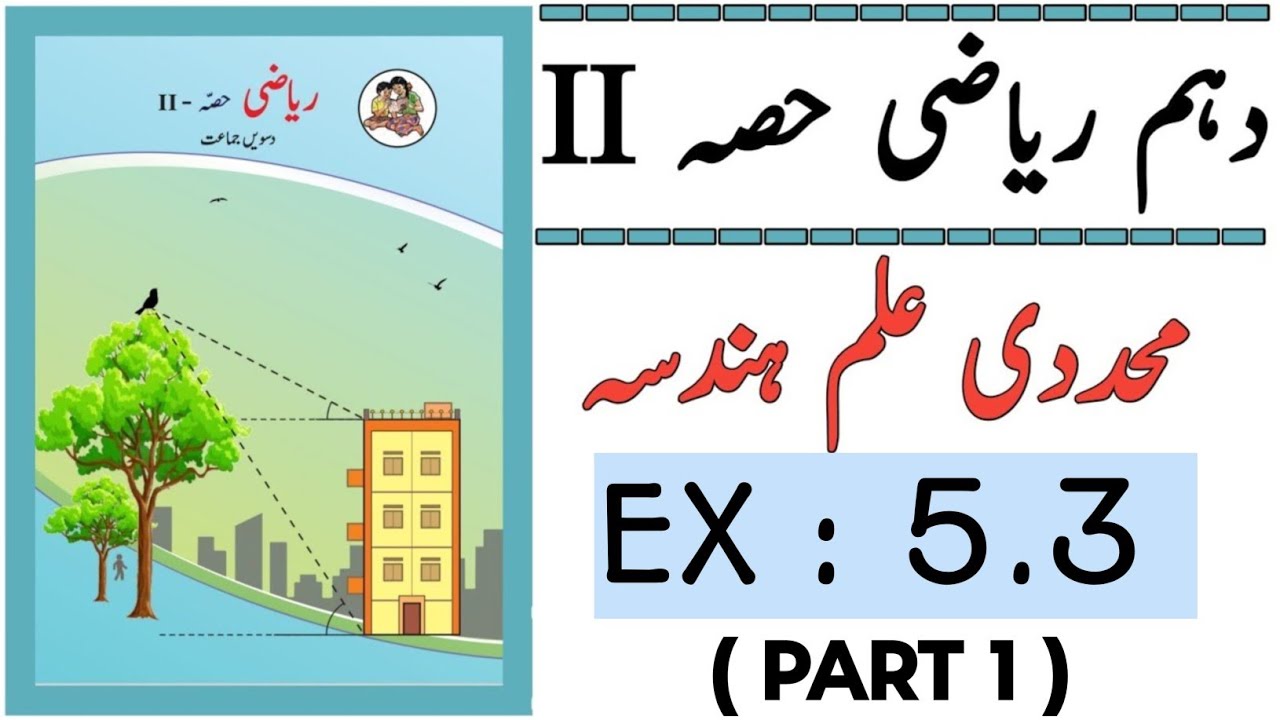 ریاضی حصّہ - II
دسویں جماعت
دہم ریاضی حصہ II
محددی علم ہندسہ
EX : 5.3
( PART 1 )